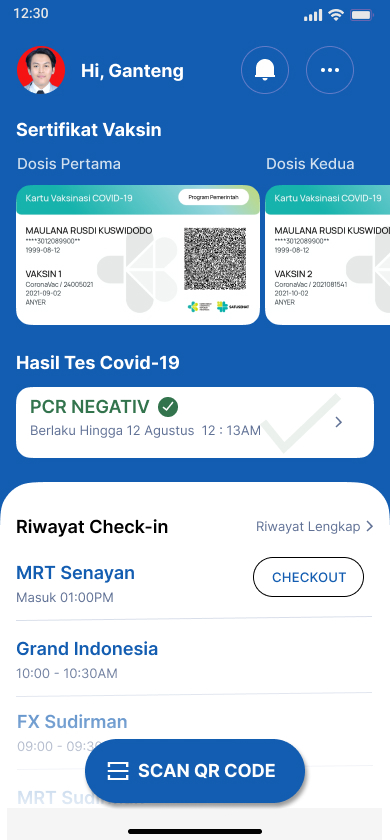 12:30
Hi, Ganteng
Sertifikat Vaksin
Dosis Pertama
Dosis Kedua
Kartu Vaksinasi COVID-19
Program Pemerintah
MAULANA RUSDI KUSWIDODO
****3012089900**
1999-08-12
VAKSIN 1
CoronaVac / 24005021
2021-09-02
ANYER
SATUSEHAT
Kartu Vaksinasi COVID-19
MAULANA RUSDI KUSWIDO
****3012089900**
1999-08-12
VAKSIN 2
CoronaVac / 2021081541
2021-10-02
ANYER
Hasil Tes Covid-19
PCR NEGATIV
Berlaku Hingga 12 Agustus 12 : 13AM
Riwayat Check-in
Riwayat Lengkap
MRT Senayan
CHECKOUT
Masuk 01:00PM
Grand Indonesia
10:00 - 10:30AM
FX Sudirman
09:00 - 09:3
SCAN QR CODE
MRT Sudi